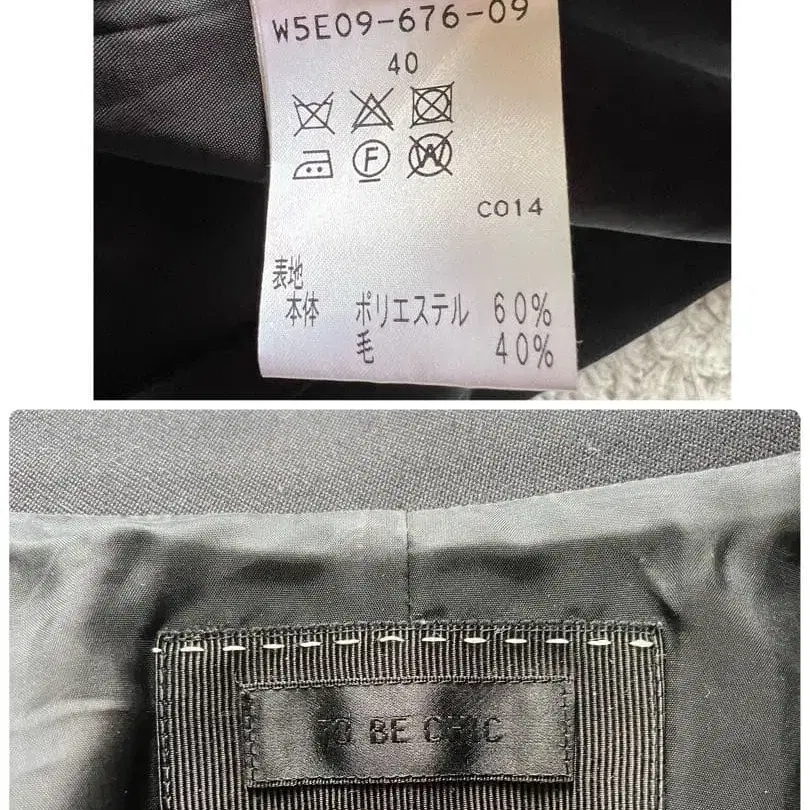 W5E09-676-09
40
F
W
C014
表地
本体 ポリエステル 60%
毛 40%
TO BE CHIC